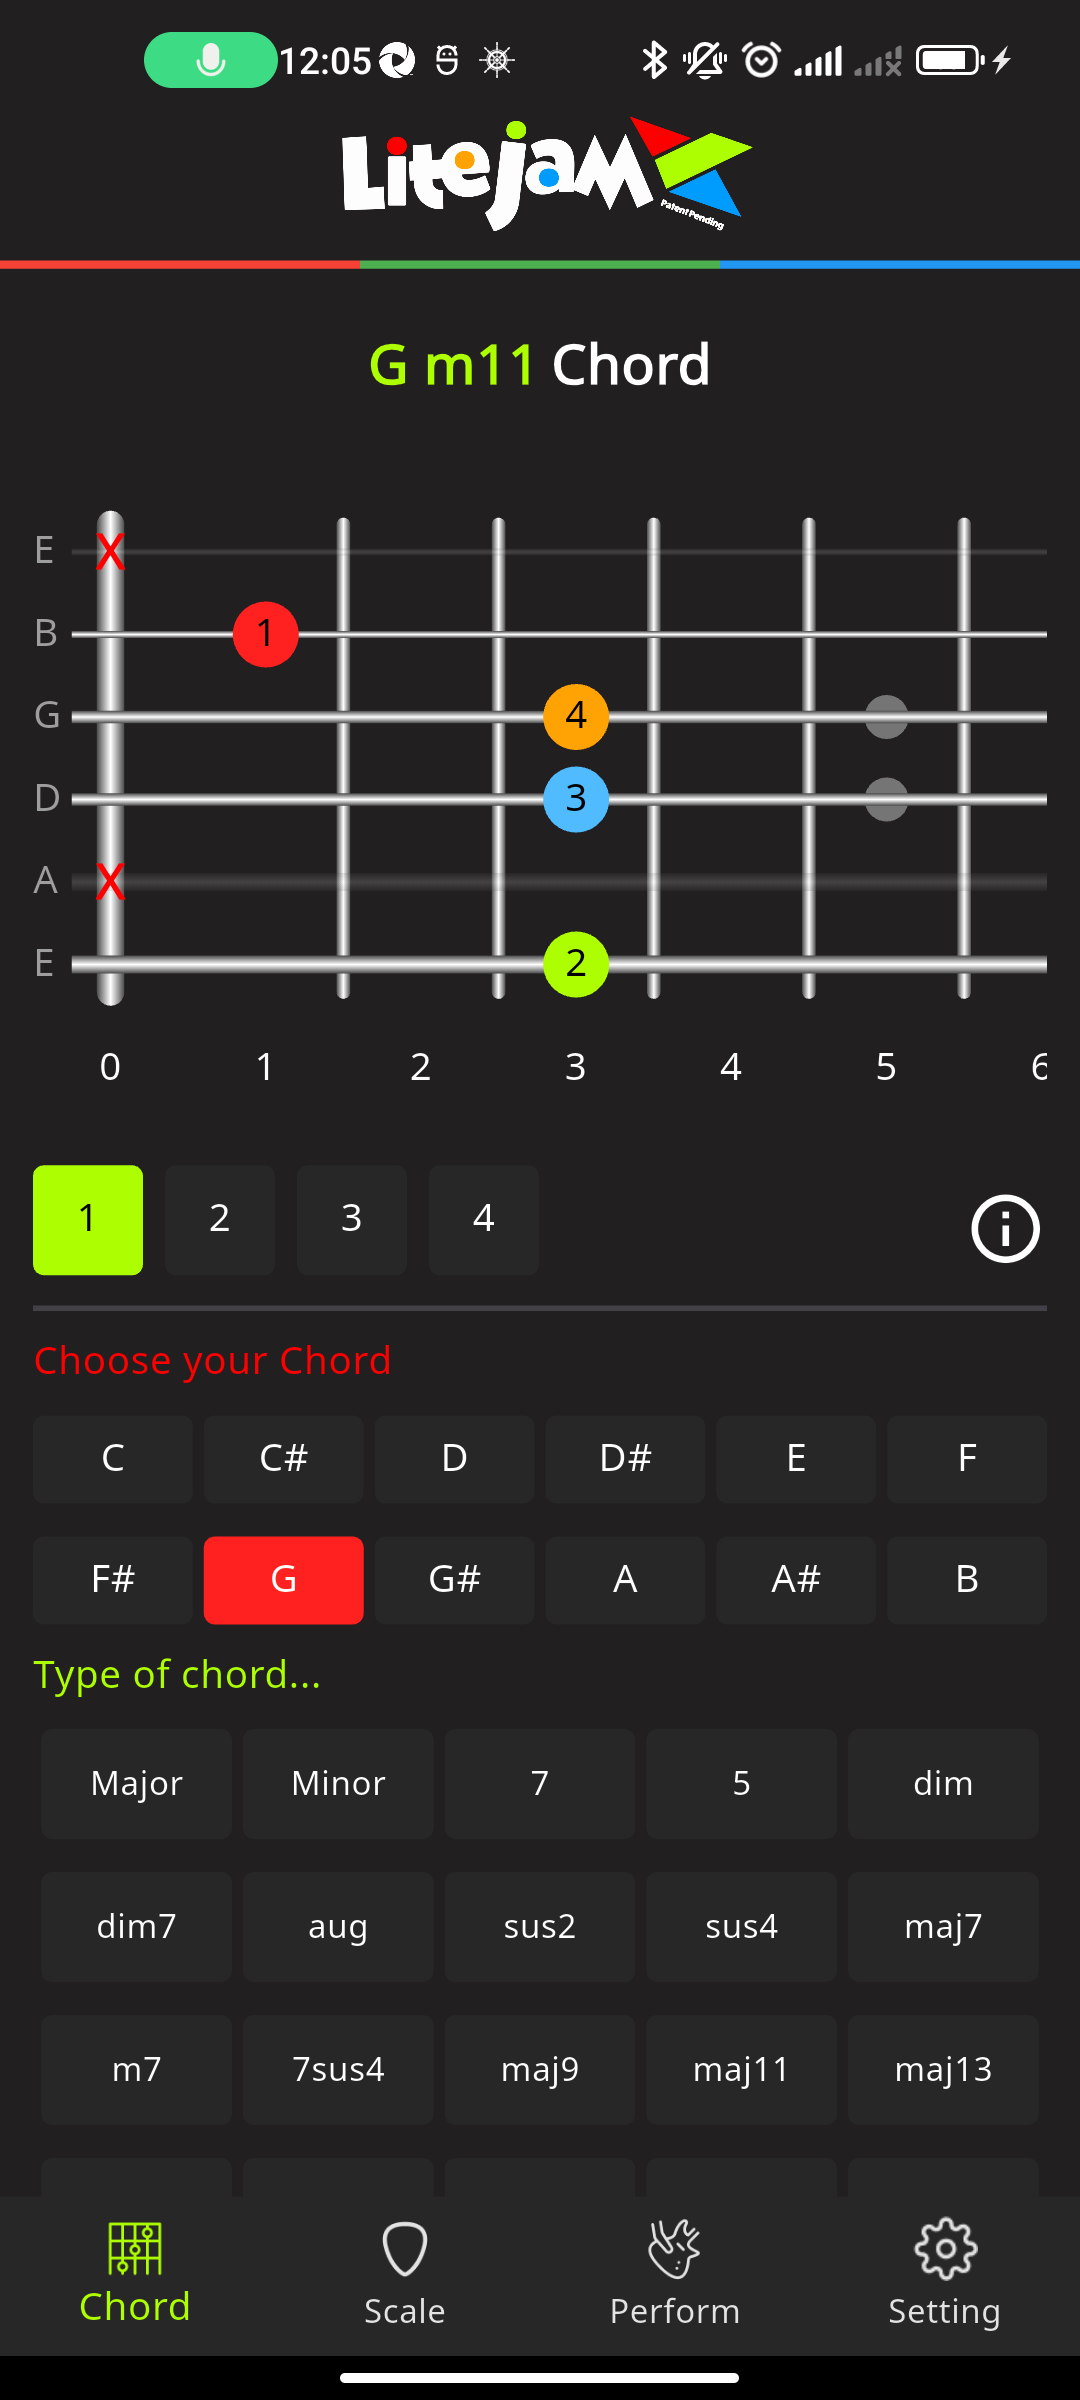 12:05
LiteJam
Patent Pending
G m11 Chord
E X
B 1
G 4
D 3
A X
E 2
0 1 2 3 4 5 6
1 2 3 4
Choose your Chord
C C# D D# E F
F# G G# A A# B
Type of chord...
Major Minor 7 5 dim
dim7 aug sus2 sus4 maj7
m7 7sus4 maj9 maj11 maj13
Chord Scale Perform Setting